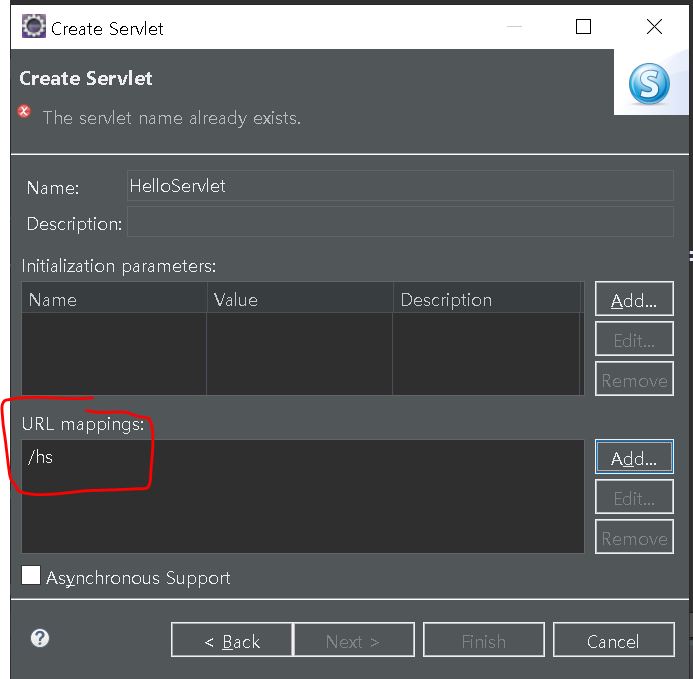 Create Servlet
Create Servlet
The servlet name already exists.
Name: HelloServlet
Description:
Initialization parameters:
Name Value Description
Add...
Edit...
Remove
URL mappings:
/hs
Add...
Edit...
Remove
Asynchronous Support
? < Back Next > Finish Cancel